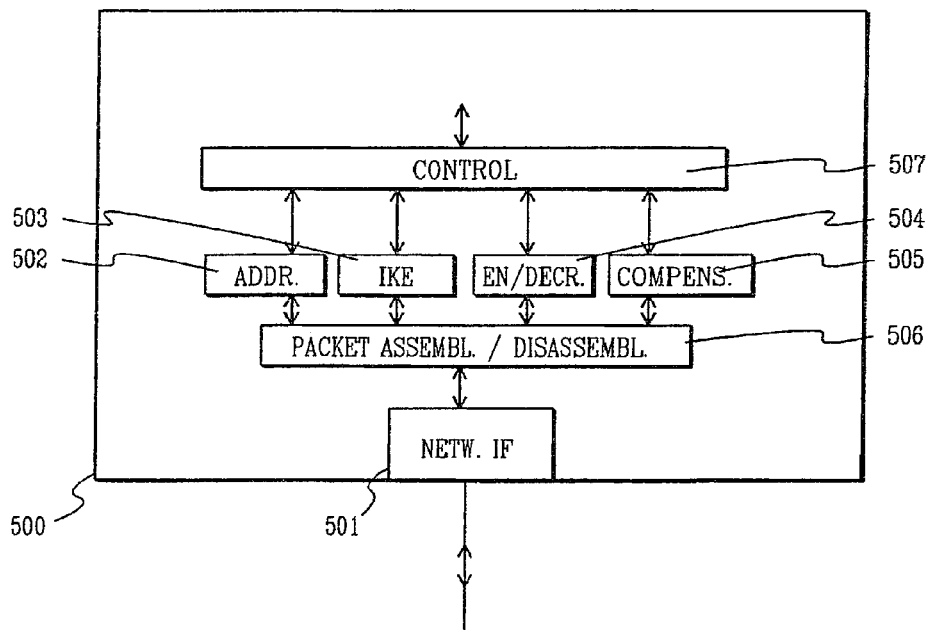 CONTROL
507
503
504
502
ADDR.
IKE
EN/DECR.
COMPENS.
505
PACKET ASSEMBL. / DISASSEMBL.
506
NETW. IF
500
501